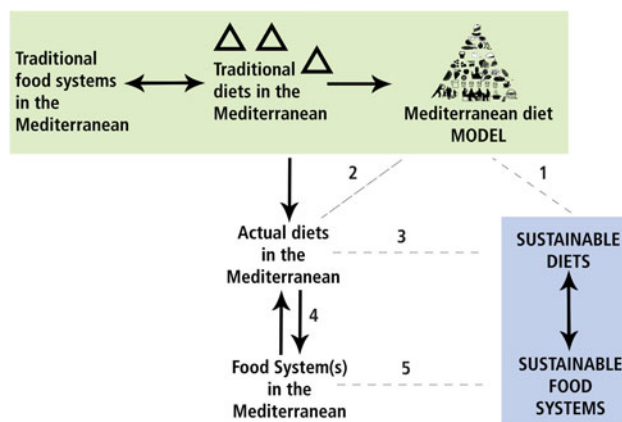 Traditional
food systems
in the
Mediterranean
Traditional
diets in the
Mediterranean
Mediterranean diet
MODEL
2
1
Actual diets
in the
Mediterranean
3
SUSTAINABLE
DIETS
4
Food System(s)
in the
Mediterranean
5
SUSTAINABLE
FOOD
SYSTEMS